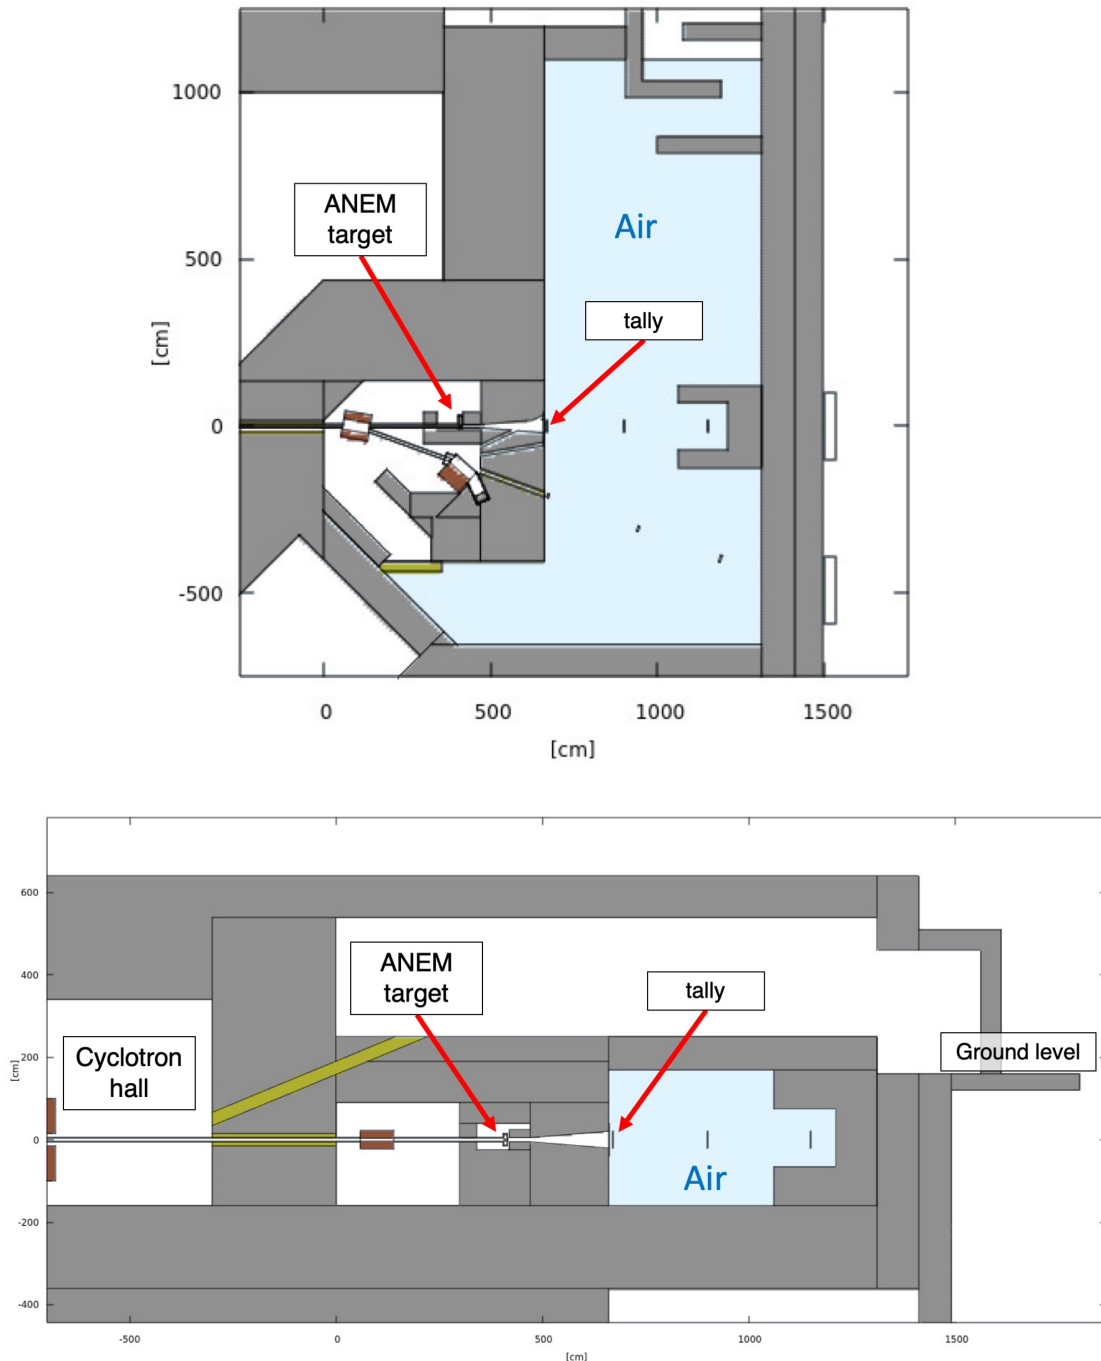 1000
ANEM
target
Air
500
tally
[cm]
0
-500
0
500
1000
1500
[cm]
600
ANEM
target
tally
400
Cyclotron
hall
Ground level
200
[cm]
0
Air
-200
-400
-500
0
500
1000
1500
[cm]